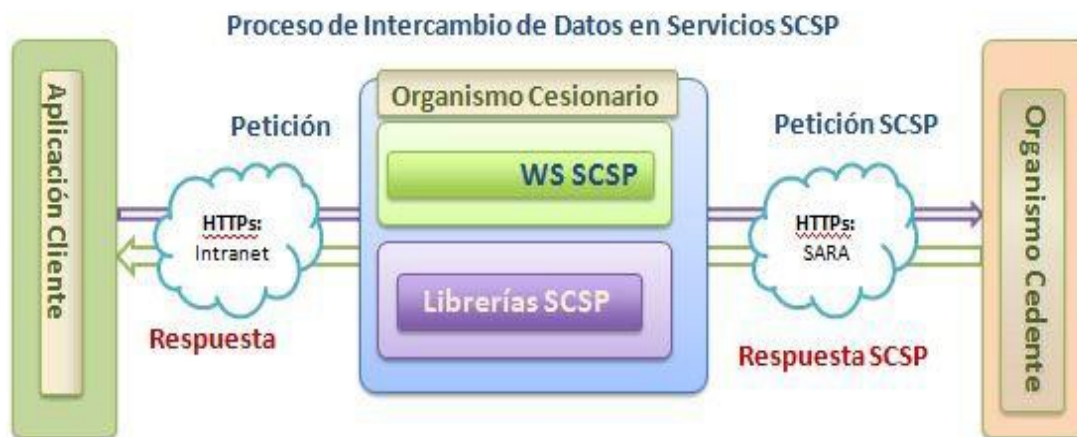 Proceso de Intercambio de Datos en Servicios SCSP
Aplicación Cliente
Petición
HTTPs:
Intranet
Respuesta
Organismo Cesionario
WS SCSP
Librerías SCSP
Petición SCSP
HTTPs:
SARA
Respuesta SCSP
Organismo Cedente